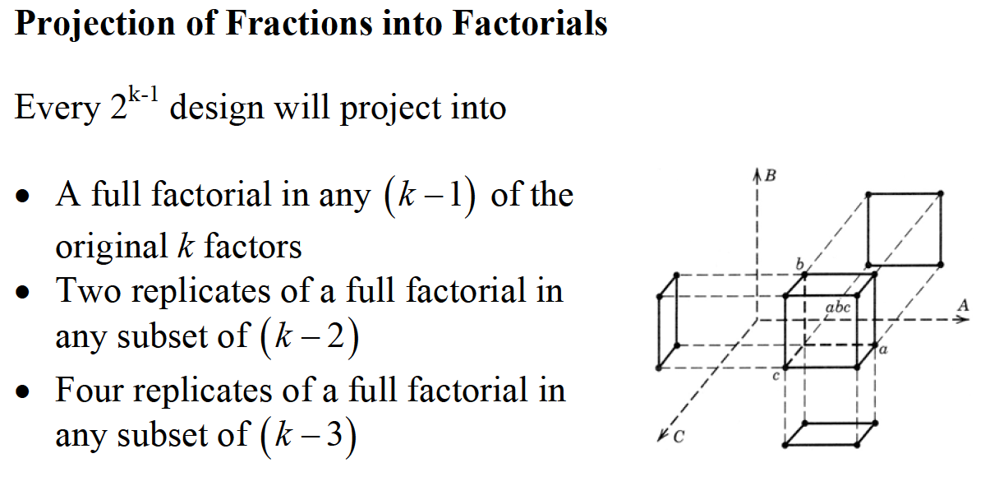 Projection of Fractions into Factorials
Every 2^{k-1} design will project into
• A full factorial in any (k − 1) of the
original k factors
• Two replicates of a full factorial in
any subset of (k − 2)
• Four replicates of a full factorial in
any subset of (k − 3)
B
b
abc
A
a
c
C